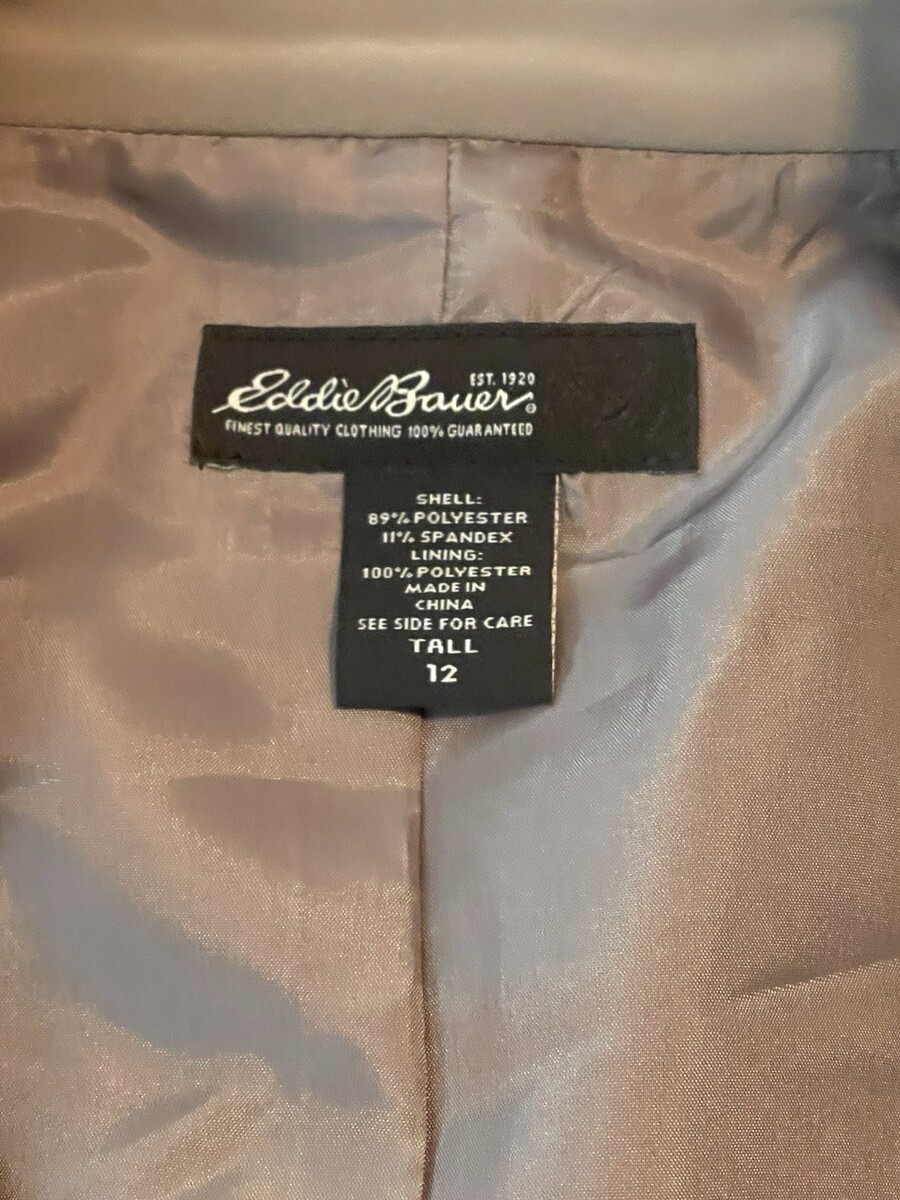 EST. 1920
Eddie Bauer®
FINEST QUALITY CLOTHING 100% GUARANTEED
SHELL:
89% POLYESTER
11% SPANDEX
LINING:
100% POLYESTER
MADE IN
CHINA
SEE SIDE FOR CARE
TALL
12